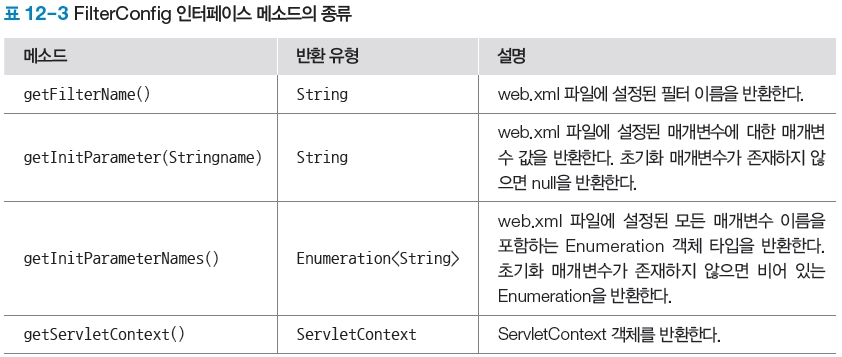 표 12-3 FilterConfig 인터페이스 메소드의 종류
메소드 반환 유형 설명
getFilterName() String web.xml 파일에 설정된 필터 이름을 반환한다.
getInitParameter(Stringname) String web.xml 파일에 설정된 매개변수에 대한 매개변
수 값을 반환한다. 초기화 매개변수가 존재하지 않
으면 null을 반환한다.
getInitParameterNames() Enumeration<String> web.xml 파일에 설정된 모든 매개변수 이름을
포함하는 Enumeration 객체 타입을 반환한다.
초기화 매개변수가 존재하지 않으면 비어 있는
Enumeration을 반환한다.
getServletContext() ServletContext ServletContext 객체를 반환한다.